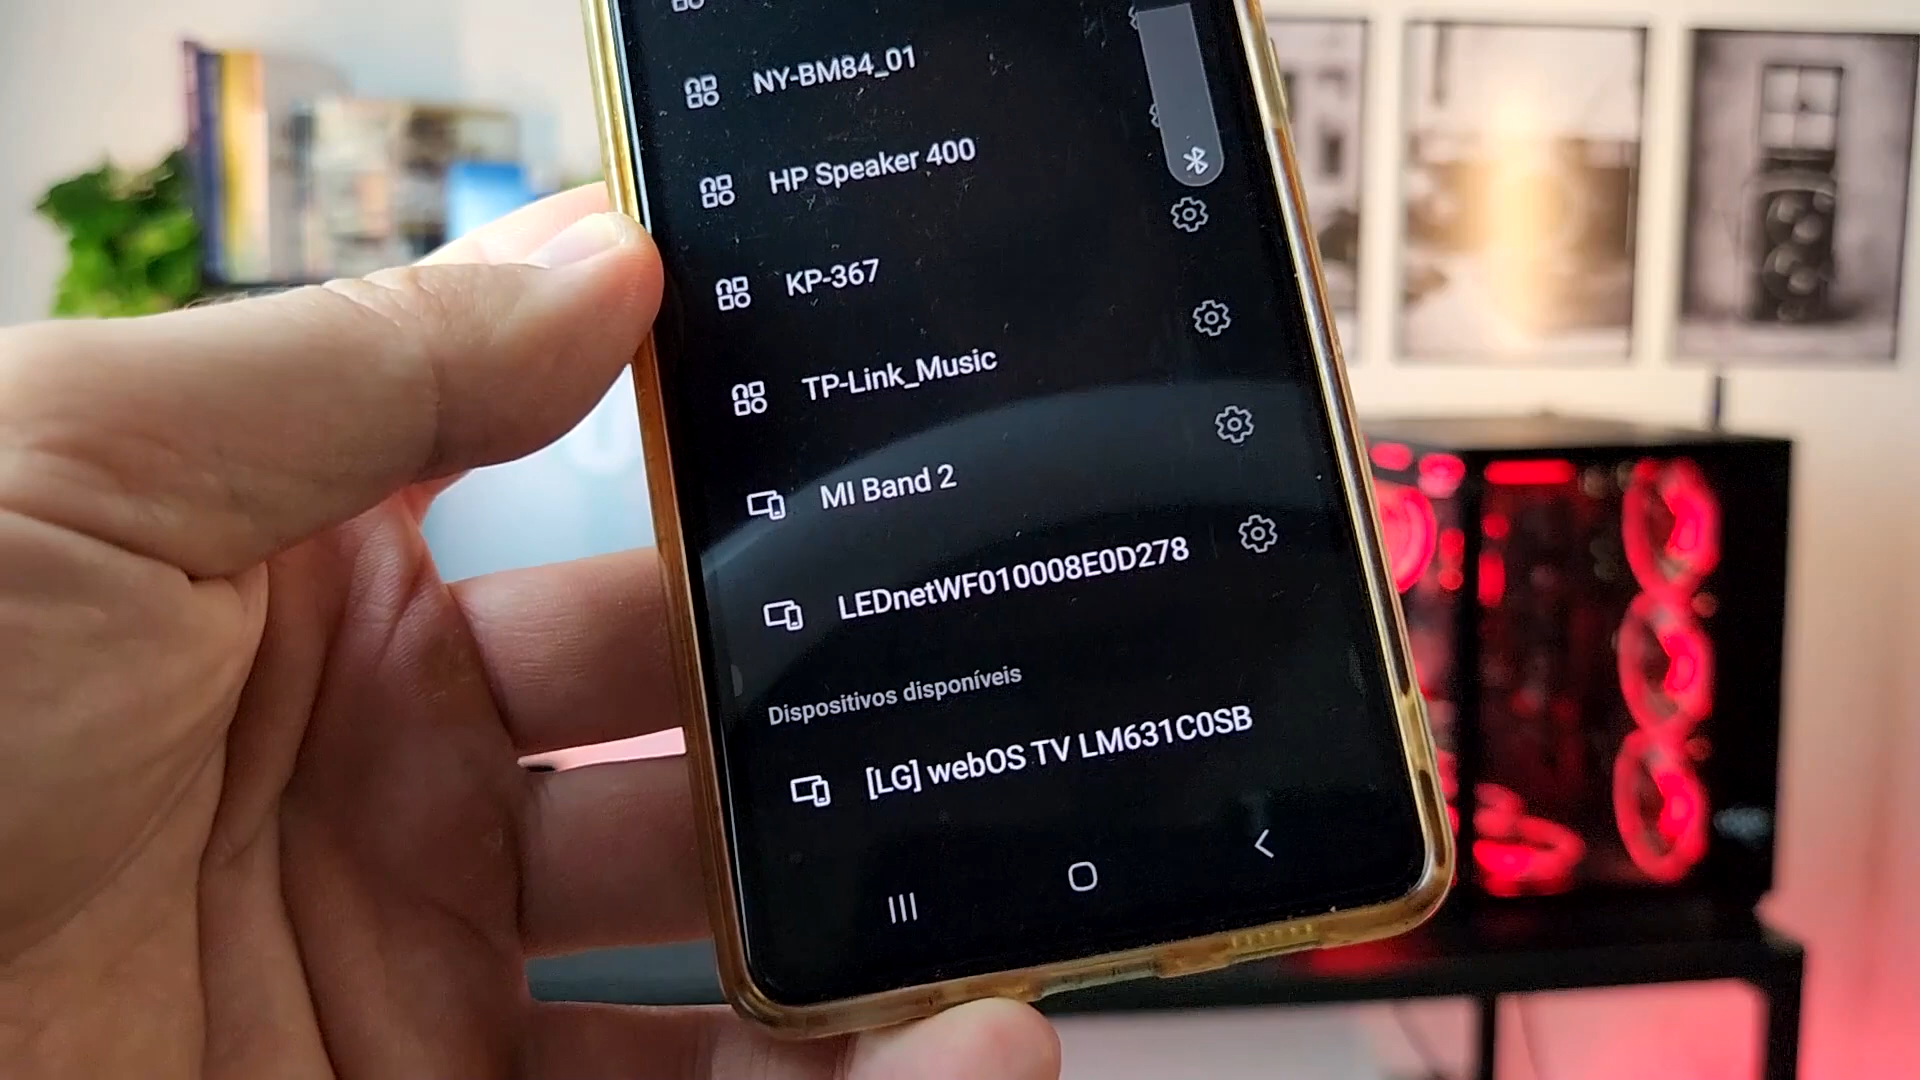 NY-BM84_01
HP Speaker 400
KP-367
TP-Link_Music
MI Band 2
LEDnetWF010008E0D278
Dispositivos disponíveis
[LG] webOS TV LM631C0SB